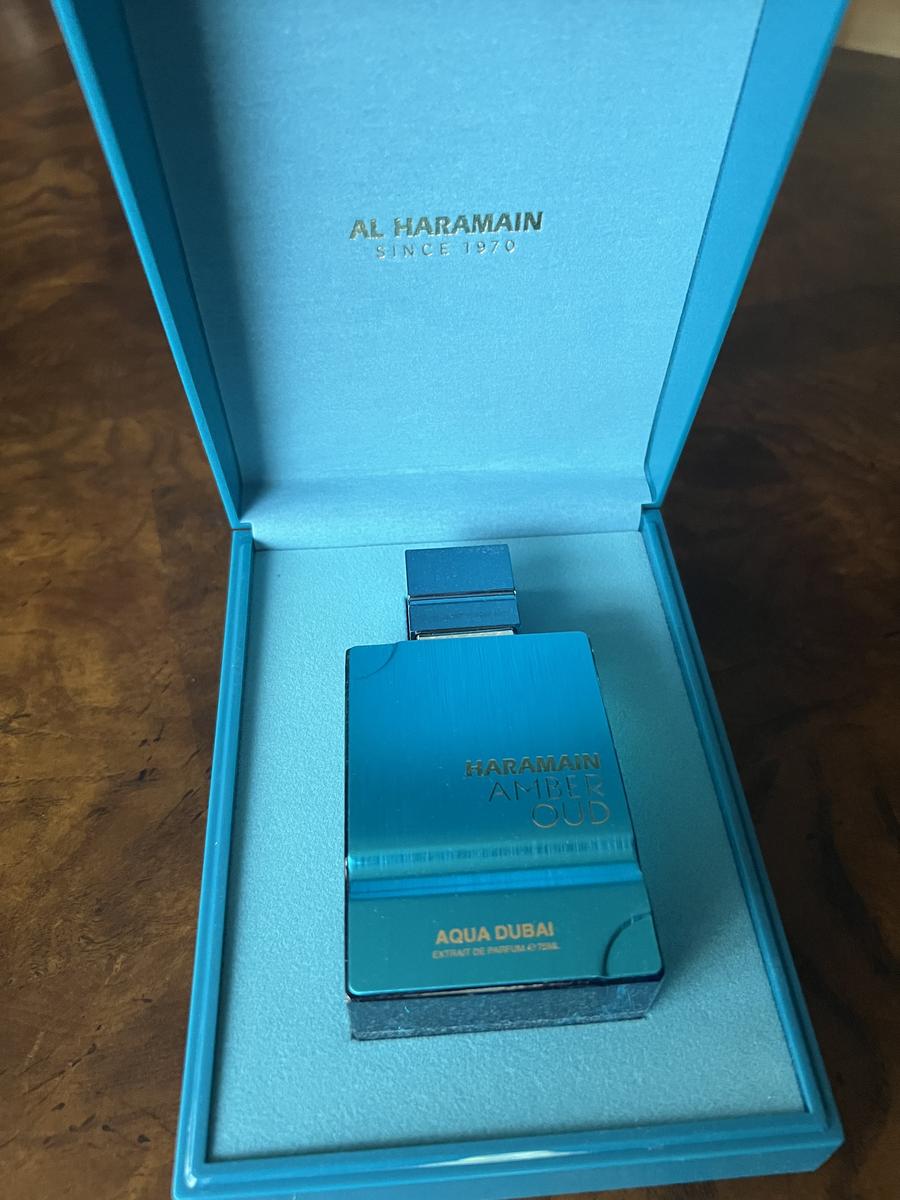 AL HARAMAIN
SINCE 1970
HARAMAIN
AMBER
OUD
AQUA DUBAI
EXTRAIT DE PARFUM ℮ 75ML